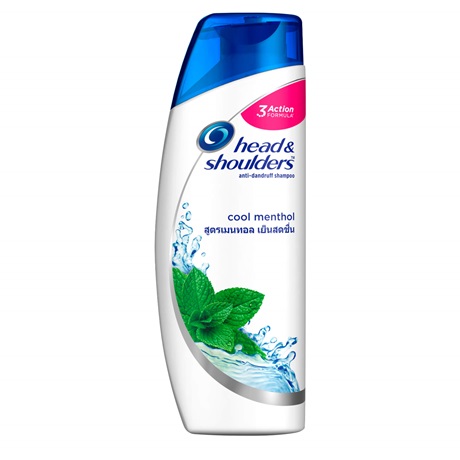 3 Action
FORMULA
head &
shoulders™
anti-dandruff shampoo
cool menthol
สูตรเมนทอล เย็นสดชื่น